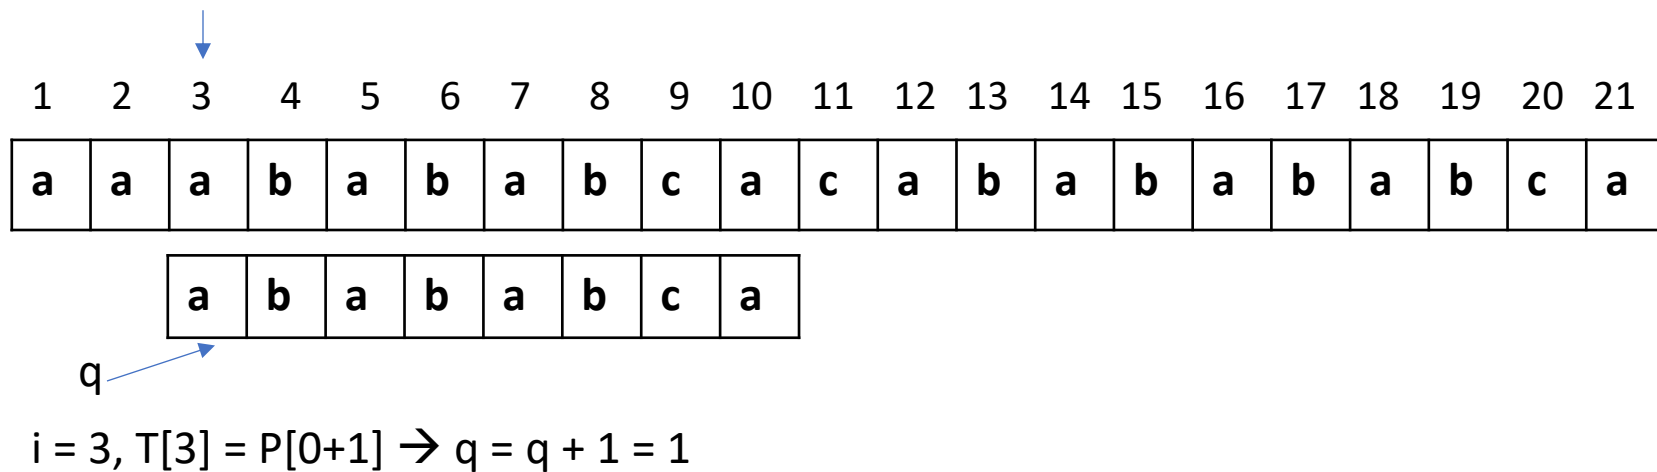 1 2 3 4 5 6 7 8 9 10 11 12 13 14 15 16 17 18 19 20 21
a a a b a b a b c a c a b a b a b a b c a
a b a b a b c a
q
i = 3, T[3] = P[0+1] → q = q + 1 = 1